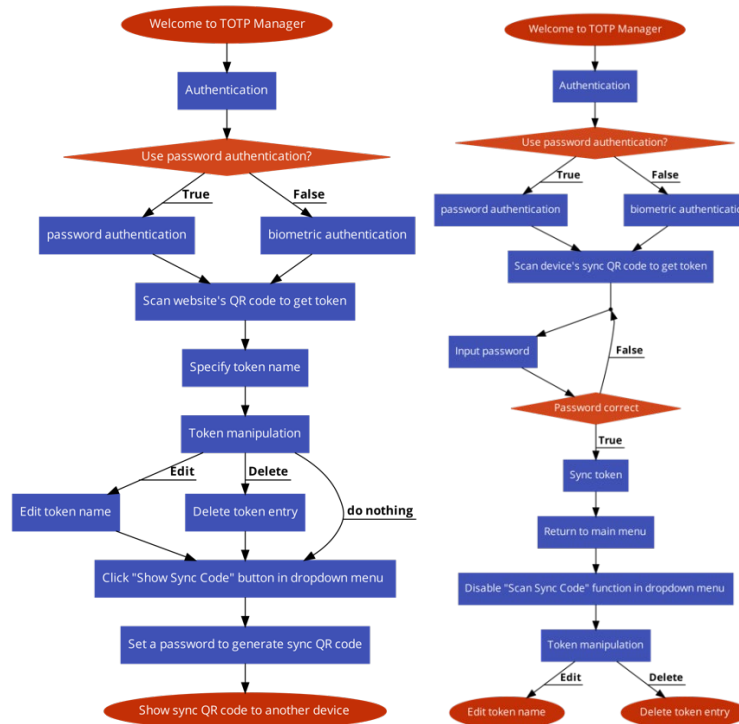 Welcome to TOTP Manager
Authentication
Use password authentication?
True
False
password authentication
biometric authentication
Scan website's QR code to get token
Specify token name
Token manipulation
Edit
Delete
do nothing
Edit token name
Delete token entry
Click "Show Sync Code" button in dropdown menu
Set a password to generate sync QR code
Show sync QR code to another device
Welcome to TOTP Manager
Authentication
Use password authentication?
True
False
password authentication
biometric authenticatio
Scan device's sync QR code to get token
Input password
False
Password correct
True
Sync token
Return to main menu
Disable "Scan Sync Code" function in dropdown menu
Token manipulation
Edit
Delete
Edit token name
Delete token entry